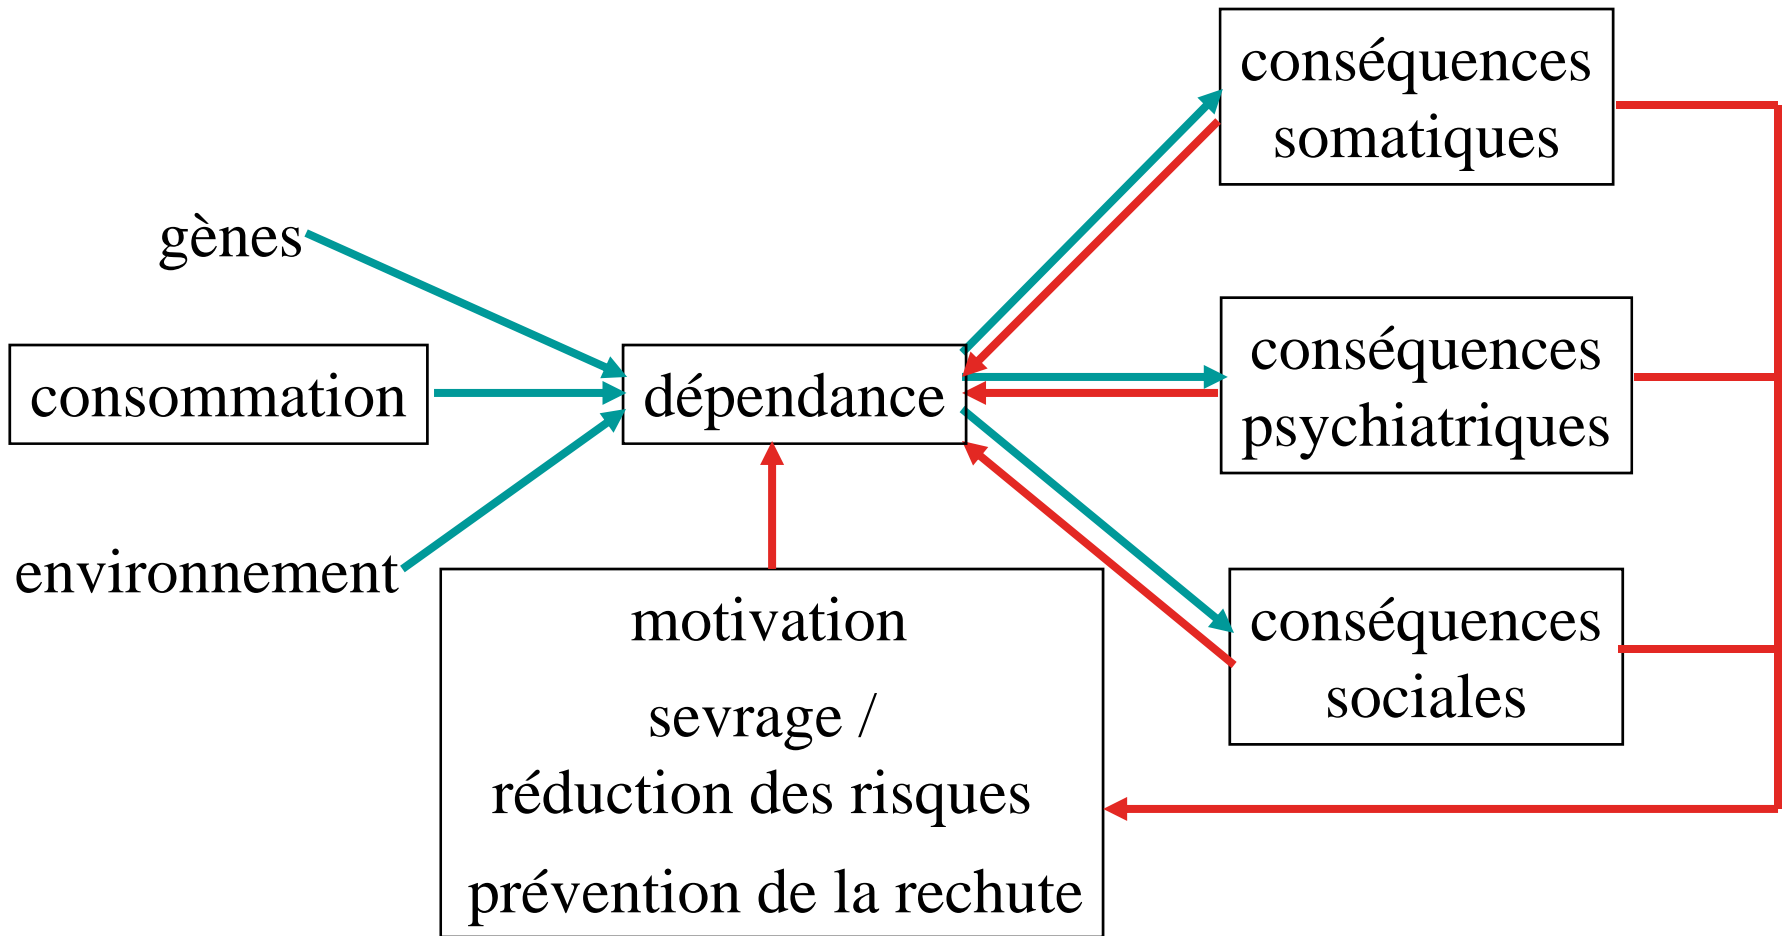 conséquences
somatiques
gènes
consommation
dépendance
conséquences
psychiatriques
environnement
motivation
sevrage /
réduction des risques
prévention de la rechute
conséquences
sociales